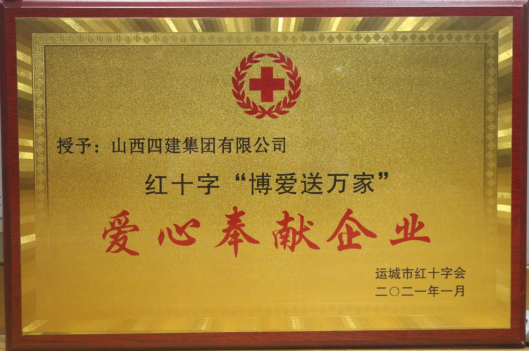 授予：山西四建集团有限公司
红十字“博爱送万家”
爱心奉献企业
运城市红十字会
二〇二一年一月